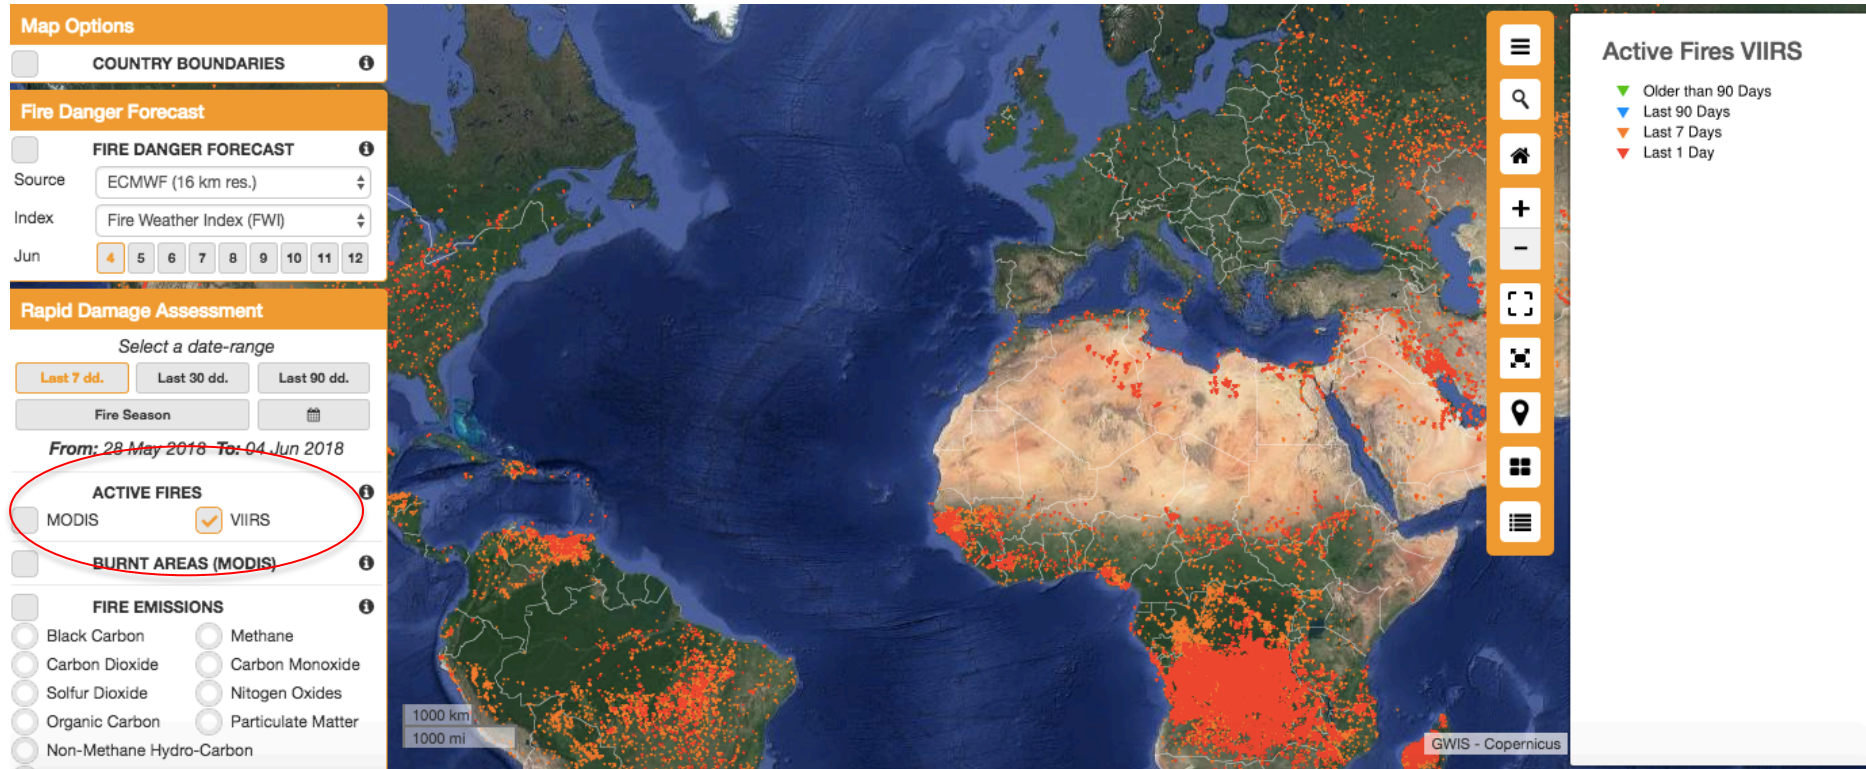 Map Options
COUNTRY BOUNDARIES
Fire Danger Forecast
FIRE DANGER FORECAST
Source ECMWF (16 km res.)
Index Fire Weather Index (FWI)
Jun 4 5 6 7 8 9 10 11 12
Rapid Damage Assessment
Select a date-range
Last 7 dd. Last 30 dd. Last 90 dd.
Fire Season
From: 28 May 2018 To: 04 Jun 2018
ACTIVE FIRES
MODIS VIIRS
BURNT AREAS (MODIS)
FIRE EMISSIONS
Black Carbon Methane
Carbon Dioxide Carbon Monoxide
Solfur Dioxide Nitogen Oxides
Organic Carbon Particulate Matter
Non-Methane Hydro-Carbon
1000 km
1000 mi
GWIS - Copernicus
Active Fires VIIRS
Older than 90 Days
Last 90 Days
Last 7 Days
Last 1 Day